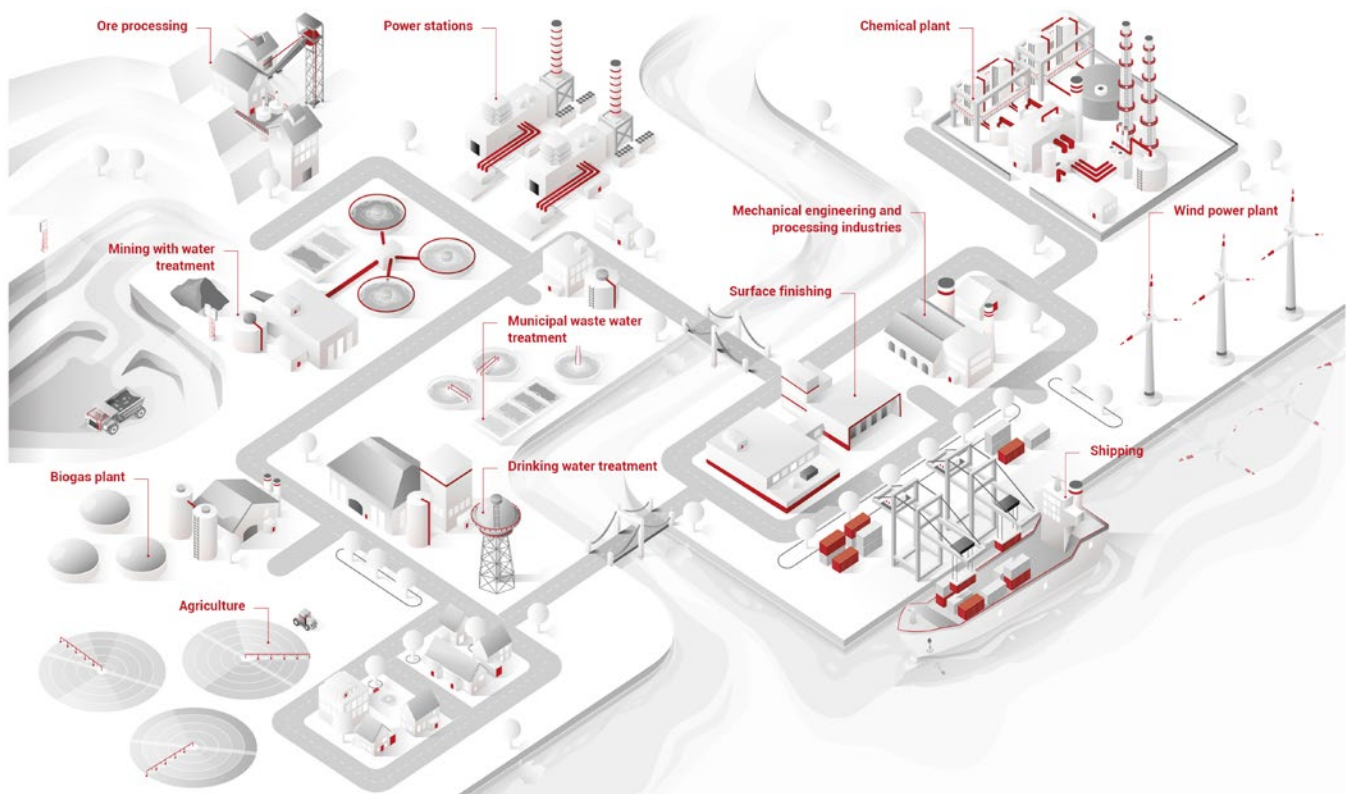 Ore processing
Power stations
Chemical plant
Mechanical engineering and
processing industries
Wind power plant
Mining with water
treatment
Surface finishing
Municipal waste water
treatment
Shipping
Biogas plant
Drinking water treatment
Agriculture